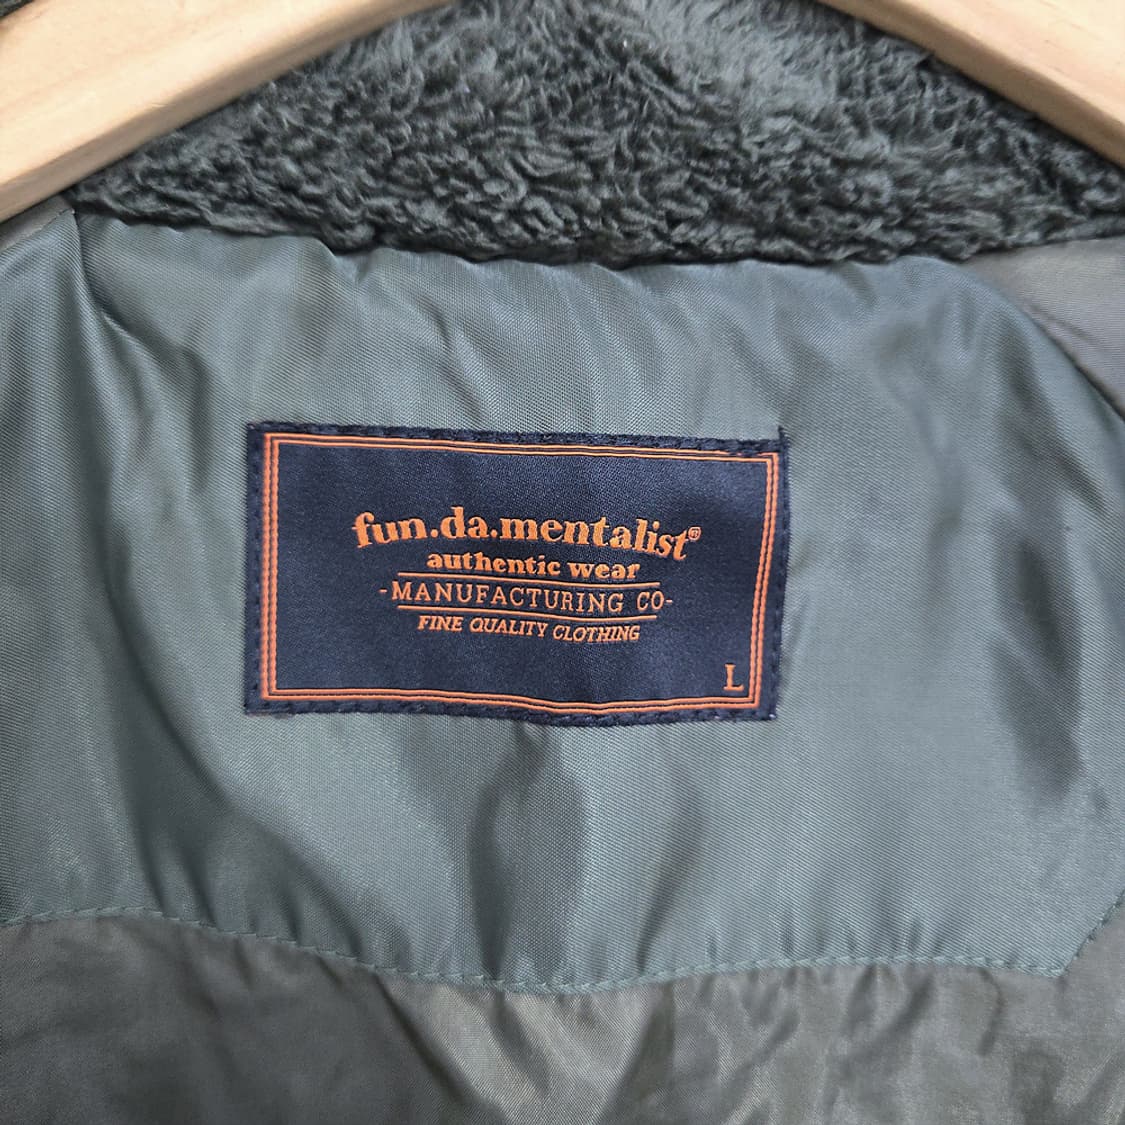 fun.da.mentalist®
authentic wear
-MANUFACTURING CO-
FINE QUALITY CLOTHING
L